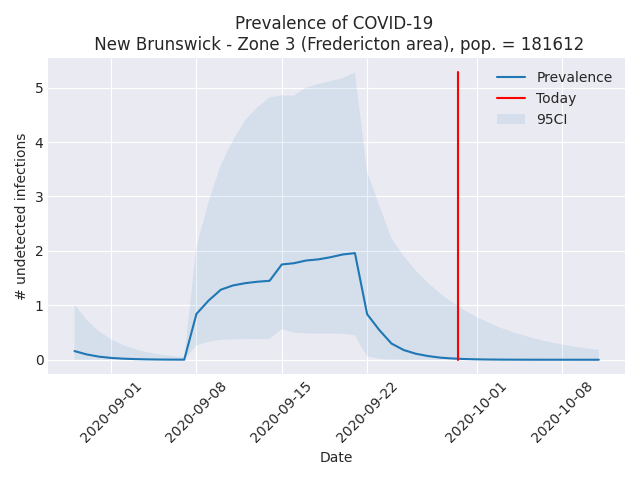 Prevalence of COVID-19
New Brunswick - Zone 3 (Fredericton area), pop. = 181612
Prevalence
Today
95CI
# undetected infections
5
4
3
2
1
0
2020-09-01
2020-09-08
2020-09-15
2020-09-22
2020-10-01
2020-10-08
Date